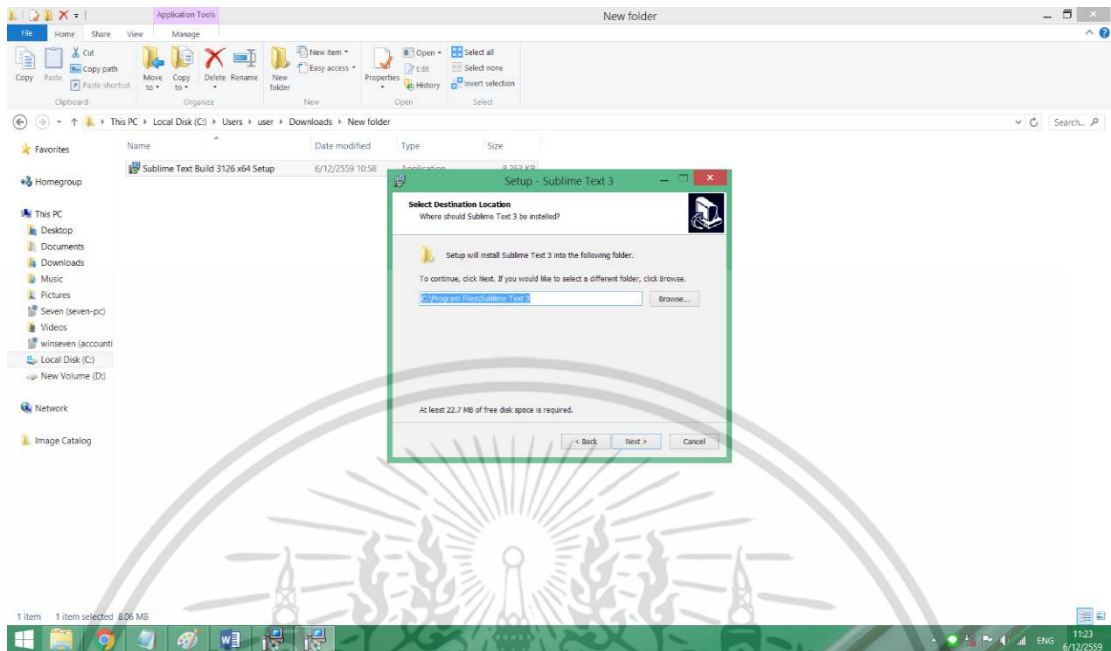 Application Tools
New folder
File Home Share View Manage
Cut
Copy path
Paste shortcut
Copy Paste
Move to
Copy to
Delete Rename
New folder
New item
Easy access
Properties
Open
Edit
History
Select all
Select none
Invert selection
Clipboard Organize New Open Select
This PC Local Disk (C:) Users user Downloads New folder
Search...
Name Date modified Type Size
Sublime Text Build 3126 x64 Setup 6/12/2559 10:58 Application 8,263 KB
Favorites
Homegroup
This PC
Desktop
Documents
Downloads
Music
Pictures
Seven (seven-pc)
Videos
winseven (accounti
Local Disk (C:)
New Volume (D:)
Network
Image Catalog
Setup - Sublime Text 3
Select Destination Location
Where should Sublime Text 3 be installed?
Setup will install Sublime Text 3 into the following folder.
To continue, click Next. If you would like to select a different folder, click Browse.
C:\Program Files\Sublime Text 3
Browse...
At least 22.7 MB of free disk space is required.
< Back Next > Cancel
1 item 1 item selected 8.06 MB
ENG
11:23
6/12/2559